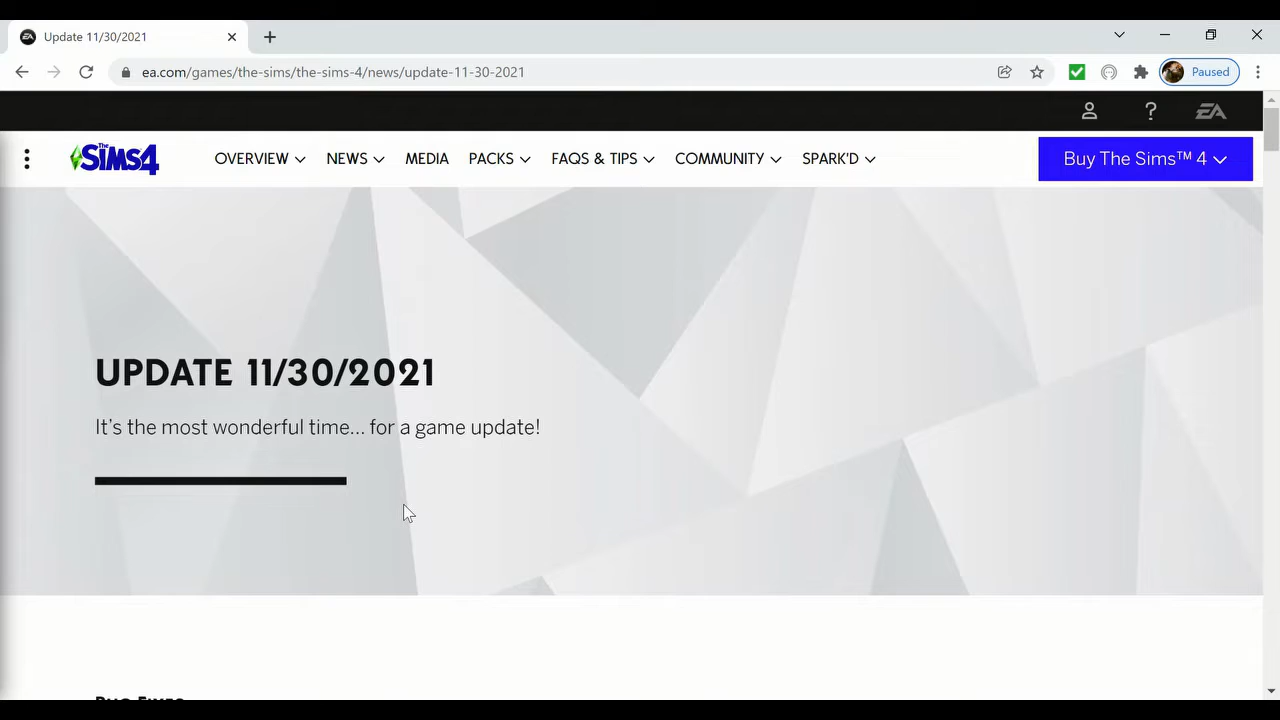 Update 11/30/2021
ea.com/games/the-sims/the-sims-4/news/update-11-30-2021
Paused
EA
The SIMS4
OVERVIEW NEWS MEDIA PACKS FAQS & TIPS COMMUNITY SPARK'D
Buy The Sims™ 4
UPDATE 11/30/2021
It's the most wonderful time... for a game update!